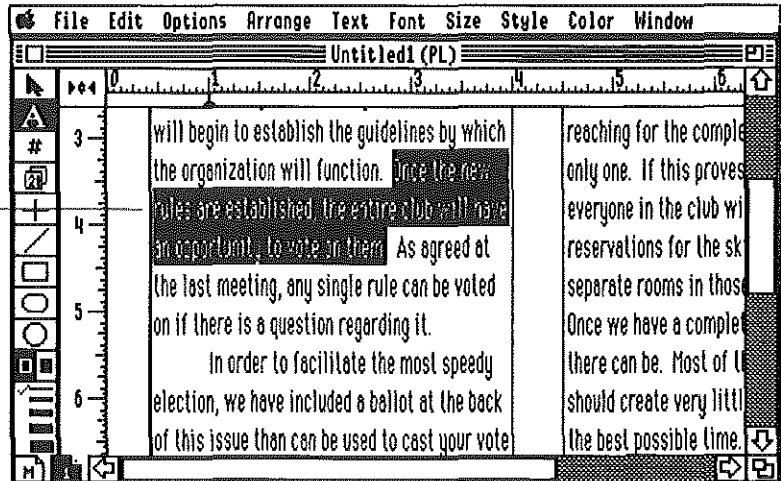 File Edit Options Arrange Text Font Size Style Color Window
Untitled1 (PL)
0 1 2 3 4 5 6
3
4
5
6
#
M
will begin to establish the guidelines by which
the organization will function. Once the new
rules are established, the entire club will have
an opportunity to vote on them. As agreed at
the last meeting, any single rule can be voted
on if there is a question regarding it.
In order to facilitate the most speedy
election, we have included a ballot at the back
of this issue than can be used to cast your vote
reaching for the comple
only one. If this proves
everyone in the club wi
reservations for the sk
separate rooms in those
Once we have a complet
there can be. Most of
should create very littl
the best possible time.